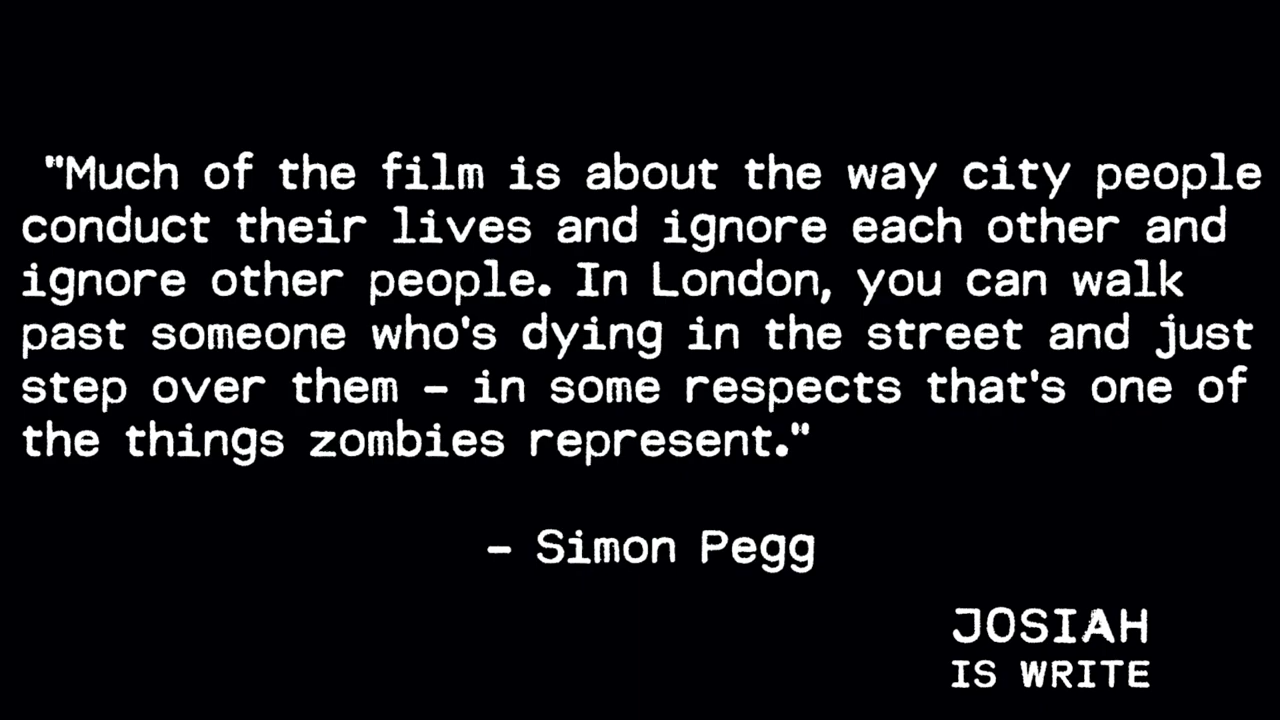 "Much of the film is about the way city people
conduct their lives and ignore each other and
ignore other people. In London, you can walk
past someone who's dying in the street and just
step over them – in some respects that's one of
the things zombies represent."
– Simon Pegg
JOSIAH
IS WRITE